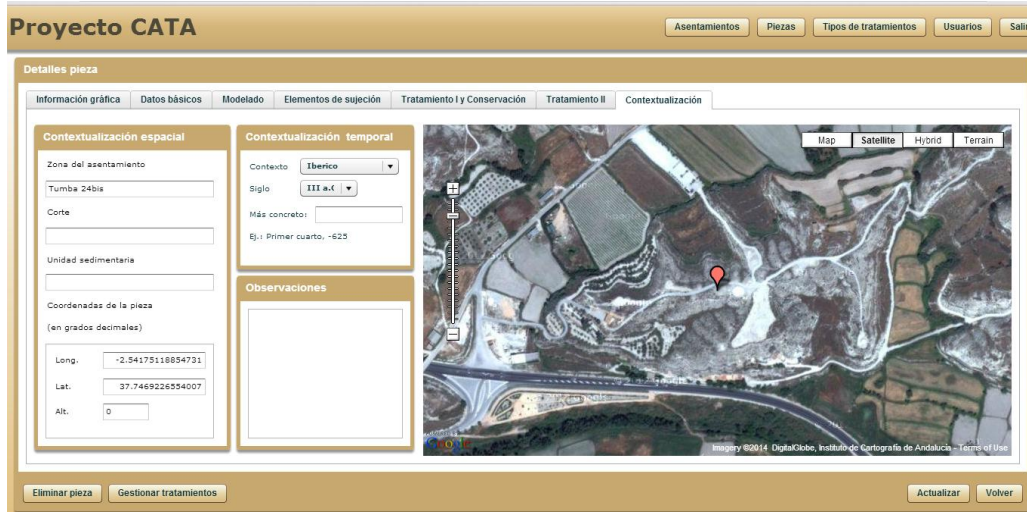 Proyecto CATA
Asentamientos Piezas Tipos de tratamientos Usuarios Sali
Detalles pieza
Información gráfica Datos básicos Modelado Elementos de sujeción Tratamiento I y Conservación Tratamiento II Contextualización
Contextualización espacial
Zona del asentamiento
Tumba 24bis
Corte
Unidad sedimentaria
Coordenadas de la pieza
(en grados decimales)
Long. -2.54175118854731
Lat. 37.7469226554007
Alt. 0
Contextualización temporal
Contexto Iberico
Siglo III a.(
Más concreto:
Ej.: Primer cuarto, -625
Observaciones
Map Satellite Hybrid Terrain
Google
Imagery ©2014 DigitalGlobe, Instituto de Cartografía de Andalucía - Terms of Use
Eliminar pieza Gestionar tratamientos Actualizar Volver